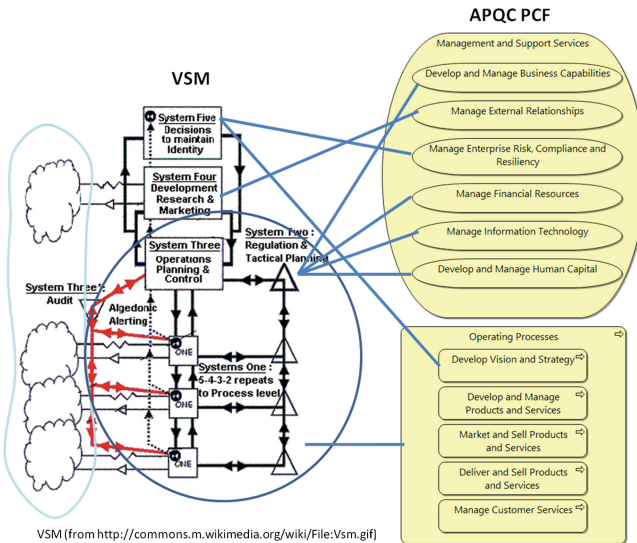 APQC PCF
VSM
Management and Support Services
Develop and Manage Business Capabilities
Manage External Relationships
Manage Enterprise Risk, Compliance and
Resiliency
Manage Financial Resources
Manage Information Technology
Develop and Manage Human Capital
System Five
Decisions
to maintain
Identity
System Four
Development
Research &
Marketing
System Three
Operations
Planning &
Control
System Two :
Regulation &
Tactical Planning
System Three*
Audit
Algedonic
Alerting
ONE
Systems One :
5-4-3-2 repeats
to Process level
ONE
ONE
Operating Processes
Develop Vision and Strategy
Develop and Manage
Products and Services
Market and Sell Products
and Services
Deliver and Sell Products
and Services
Manage Customer Services
VSM (from http://commons.m.wikimedia.org/wiki/File:Vsm.gif)